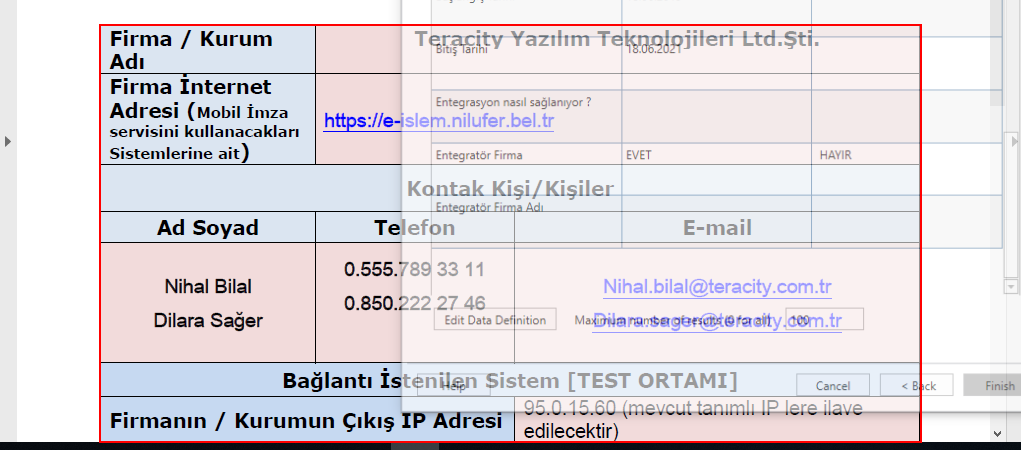 Firma / Kurum Adı
Teracity Yazılım Teknolojileri Ltd.Şti.
Bitiş Tarihi
18.06.2021
Firma İnternet
Adresi (Mobil İmza
servisini kullanacakları
Sistemlerine ait)
https://e-islem.nilufer.bel.tr
Entegrasyon nasıl sağlanıyor ?
Entegratör Firma
EVET
HAYIR
Kontak Kişi/Kişiler
Entegratör Firma Adı
Ad Soyad
Telefon
E-mail
Nihal Bilal
0.555.789 33 11
Nihal.bilal@teracity.com.tr
Dilara Sağer
0.850.222 27 46
Dilara.sager@teracity.com.tr
Edit Data Definition
Maximum number of results (0 for all)
100
Bağlantı İstenilen Sistem [TEST ORTAMI]
Help
Cancel
< Back
Finish
Firmanın / Kurumun Çıkış IP Adresi
95.0.15.60 (mevcut tanımlı IP lere ilave
edilecektir)